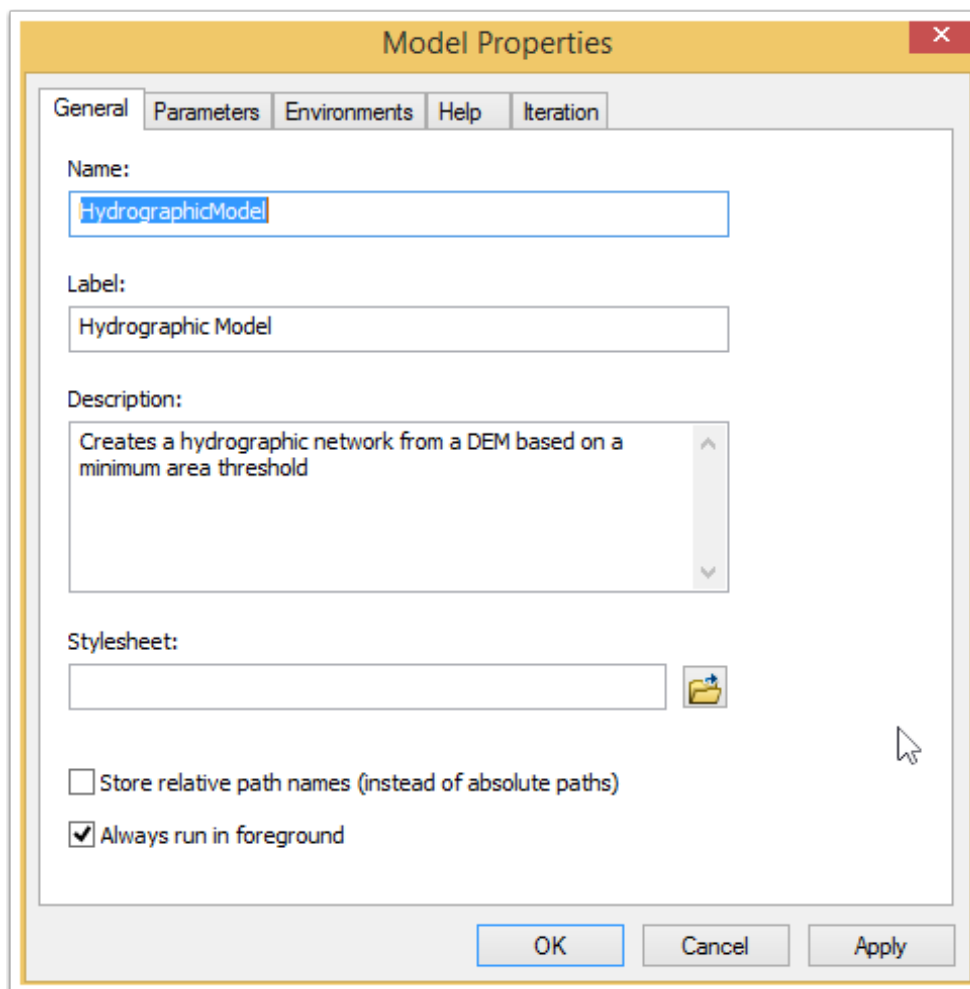 Model Properties
General Parameters Environments Help Iteration
Name:
HydrographicModel
Label:
Hydrographic Model
Description:
Creates a hydrographic network from a DEM based on a
minimum area threshold
Stylesheet:
Store relative path names (instead of absolute paths)
Always run in foreground
OK Cancel Apply